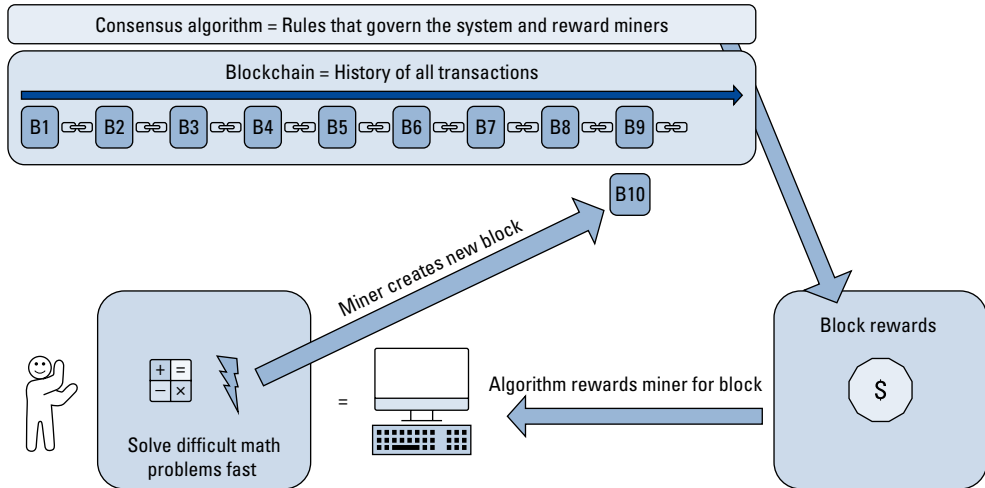 Consensus algorithm = Rules that govern the system and reward miners
Blockchain = History of all transactions
B1 B2 B3 B4 B5 B6 B7 B8 B9
B10
Miner creates new block
Block rewards
$
+ =
− ×
=
Algorithm rewards miner for block
Solve difficult math
problems fast